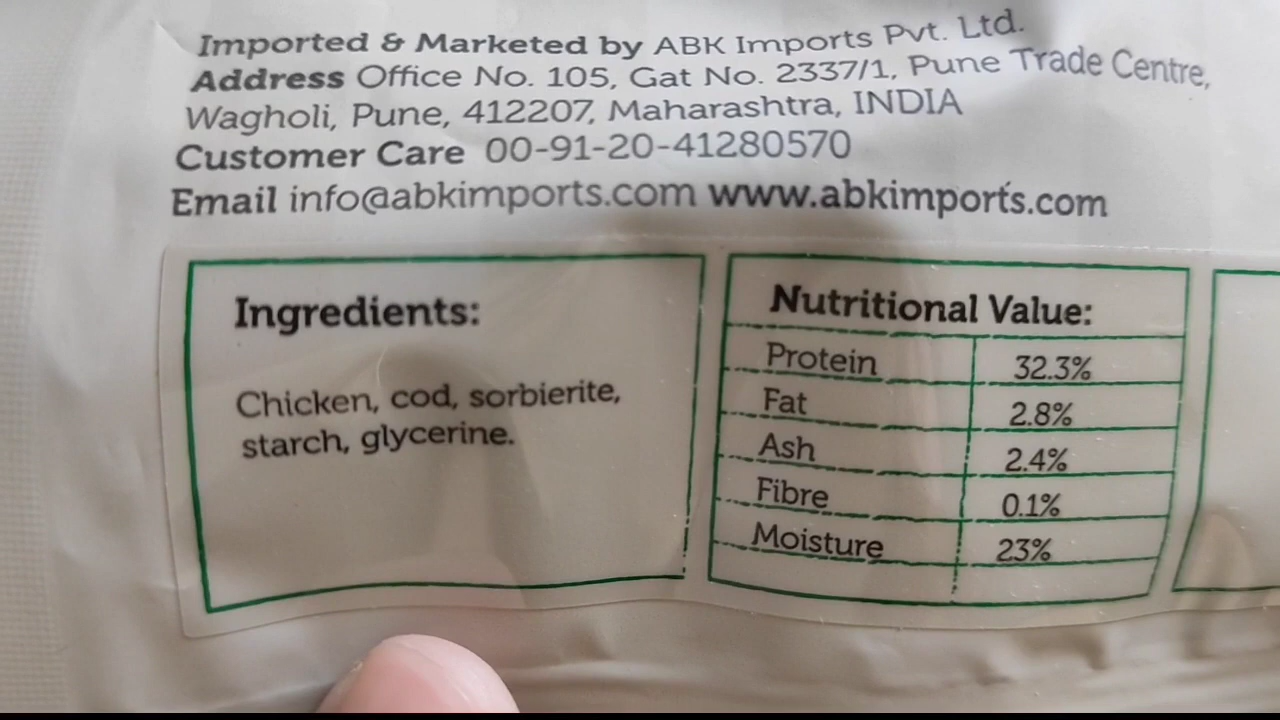 Imported & Marketed by ABK Imports Pvt. Ltd.
Address Office No. 105, Gat No. 2337/1, Pune Trade Centre,
Wagholi, Pune, 412207, Maharashtra, INDIA
Customer Care 00-91-20-41280570
Email info@abkimports.com www.abkimports.com
Ingredients:
Chicken, cod, sorbierite,
starch, glycerine.
Nutritional Value:
Protein 32.3%
Fat 2.8%
Ash 2.4%
Fibre 0.1%
Moisture 23%